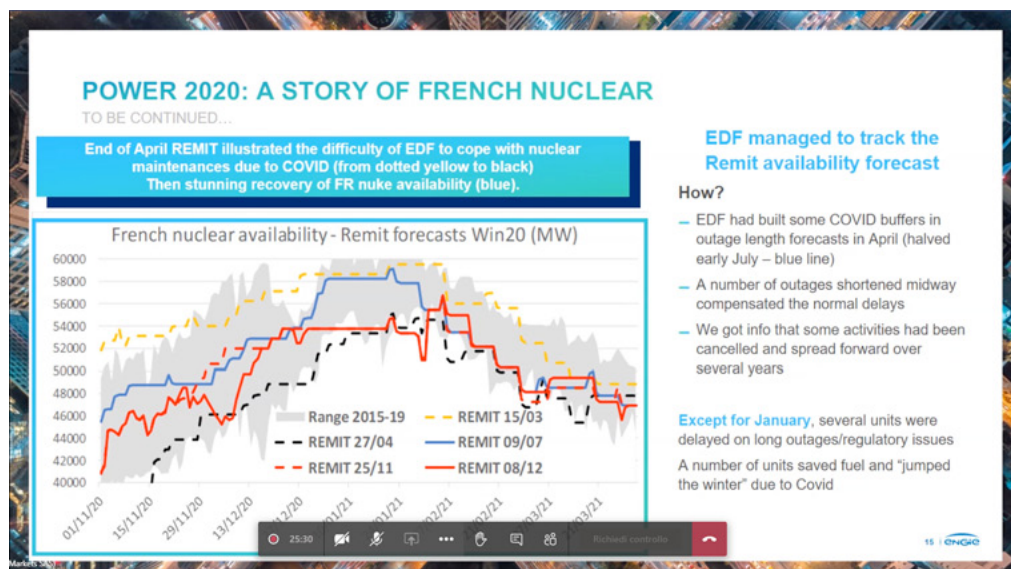 POWER 2020: A STORY OF FRENCH NUCLEAR
TO BE CONTINUED…
End of April REMIT illustrated the difficulty of EDF to cope with nuclear
maintenances due to COVID (from dotted yellow to black)
Then stunning recovery of FR nuke availability (blue).
French nuclear availability - Remit forecasts Win20 (MW)
60000
58000
56000
54000
52000
50000
48000
46000
44000
42000
40000
Range 2015-19
REMIT 15/03
REMIT 27/04
REMIT 09/07
REMIT 25/11
REMIT 08/12
01/11/20
15/11/20
29/11/20
13/12/20
EDF managed to track the
Remit availability forecast
How?
– EDF had built some COVID buffers in
outage length forecasts in April (halved
early July – blue line)
– A number of outages shortened midway
compensated the normal delays
– We got info that some activities had been
cancelled and spread forward over
several years
Except for January, several units were
delayed on long outages/regulatory issues
A number of units saved fuel and “jumped
the winter” due to Covid
25:30
Richiedi controllo
15 | ENGIE